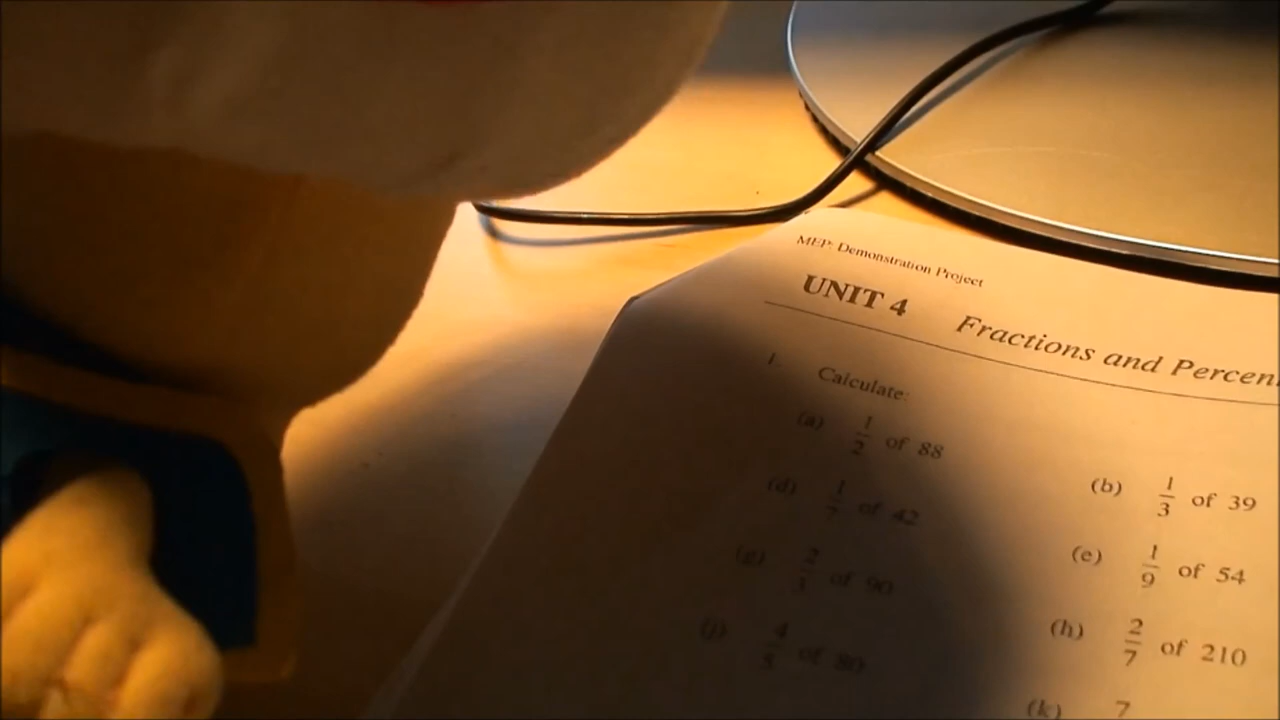 MEP: Demonstration Project
UNIT 4 Fractions and Percen
1. Calculate:
(a) 1/2 of 88
(b) 1/3 of 39
(d) 1/7 of 42
(e) 1/9 of 54
(g) 2/3 of 90
(h) 2/7 of 210
(j) 4/5 of 80
(k) 7